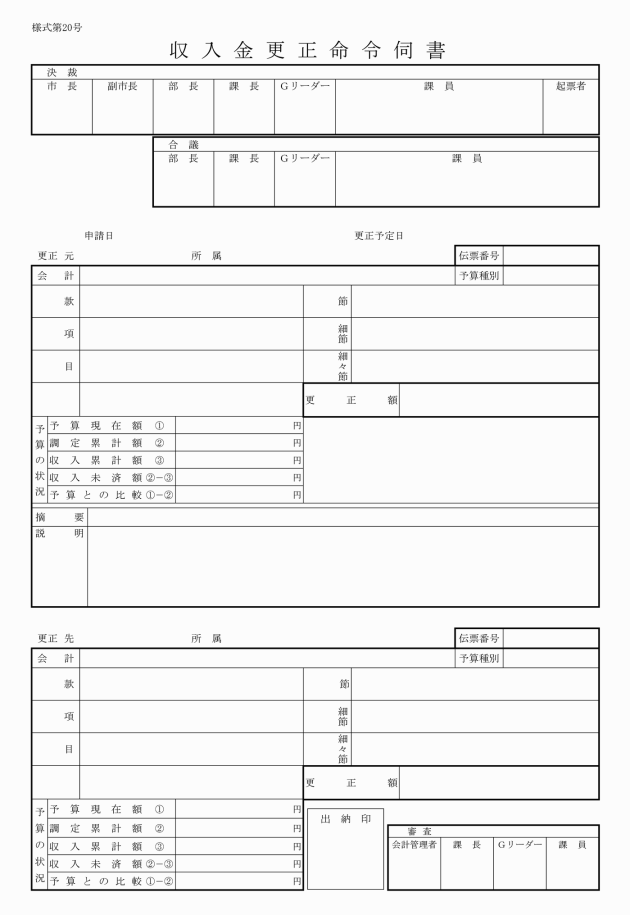 様式第20号
収入金更正命令伺書
決裁
市長 副市長 部長 課長 Gリーダー 課員 起票者
合議
部長 課長 Gリーダー 課員
申請日 更正予定日
更正元 所属 伝票番号
会計 予算種別
款 節
項 細節
目 細々節
更正額
予算の状況
予算現在額① 円
調定累計額② 円
収入累計額③ 円
収入未済額②－③ 円
予算との比較①－② 円
摘要
説明
更正先 所属 伝票番号
会計 予算種別
款 節
項 細節
目 細々節
更正額
予算の状況
予算現在額① 円
調定累計額② 円
収入累計額③ 円
収入未済額②－③ 円
予算との比較①－② 円
出納印
審査
会計管理者 課長 Gリーダー 課員